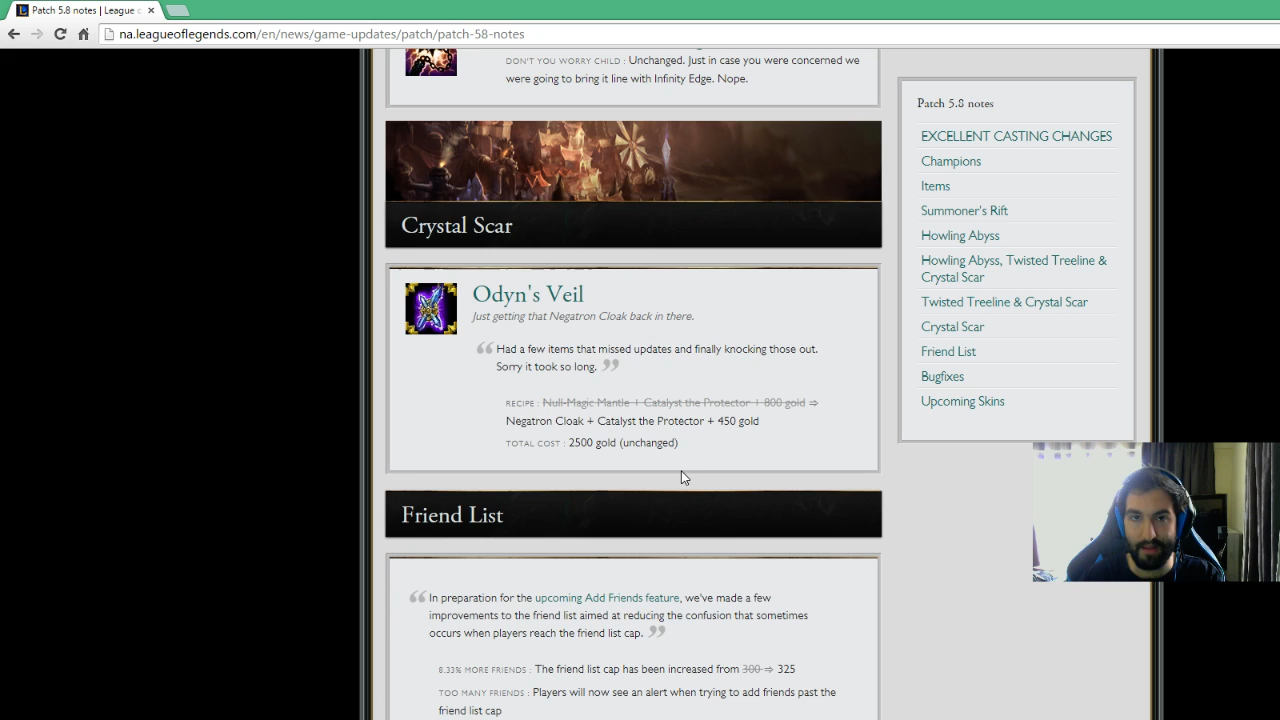 Patch 5.8 notes | League o
na.leagueoflegends.com/en/news/game-updates/patch/patch-58-notes
DON'T YOU WORRY CHILD : Unchanged. Just in case you were concerned we
were going to bring it line with Infinity Edge. Nope.
Crystal Scar
Odyn's Veil
Just getting that Negatron Cloak back in there.
Had a few items that missed updates and finally knocking those out.
Sorry it took so long.
RECIPE : Null-Magic Mantle + Catalyst the Protector + 800 gold ⇒
Negatron Cloak + Catalyst the Protector + 450 gold
TOTAL COST : 2500 gold (unchanged)
Friend List
In preparation for the upcoming Add Friends feature, we've made a few
improvements to the friend list aimed at reducing the confusion that sometimes
occurs when players reach the friend list cap.
8.33% MORE FRIENDS : The friend list cap has been increased from 300 ⇒ 325
TOO MANY FRIENDS : Players will now see an alert when trying to add friends past the
friend list cap
Patch 5.8 notes
EXCELLENT CASTING CHANGES
Champions
Items
Summoner's Rift
Howling Abyss
Howling Abyss, Twisted Treeline &
Crystal Scar
Twisted Treeline & Crystal Scar
Crystal Scar
Friend List
Bugfixes
Upcoming Skins